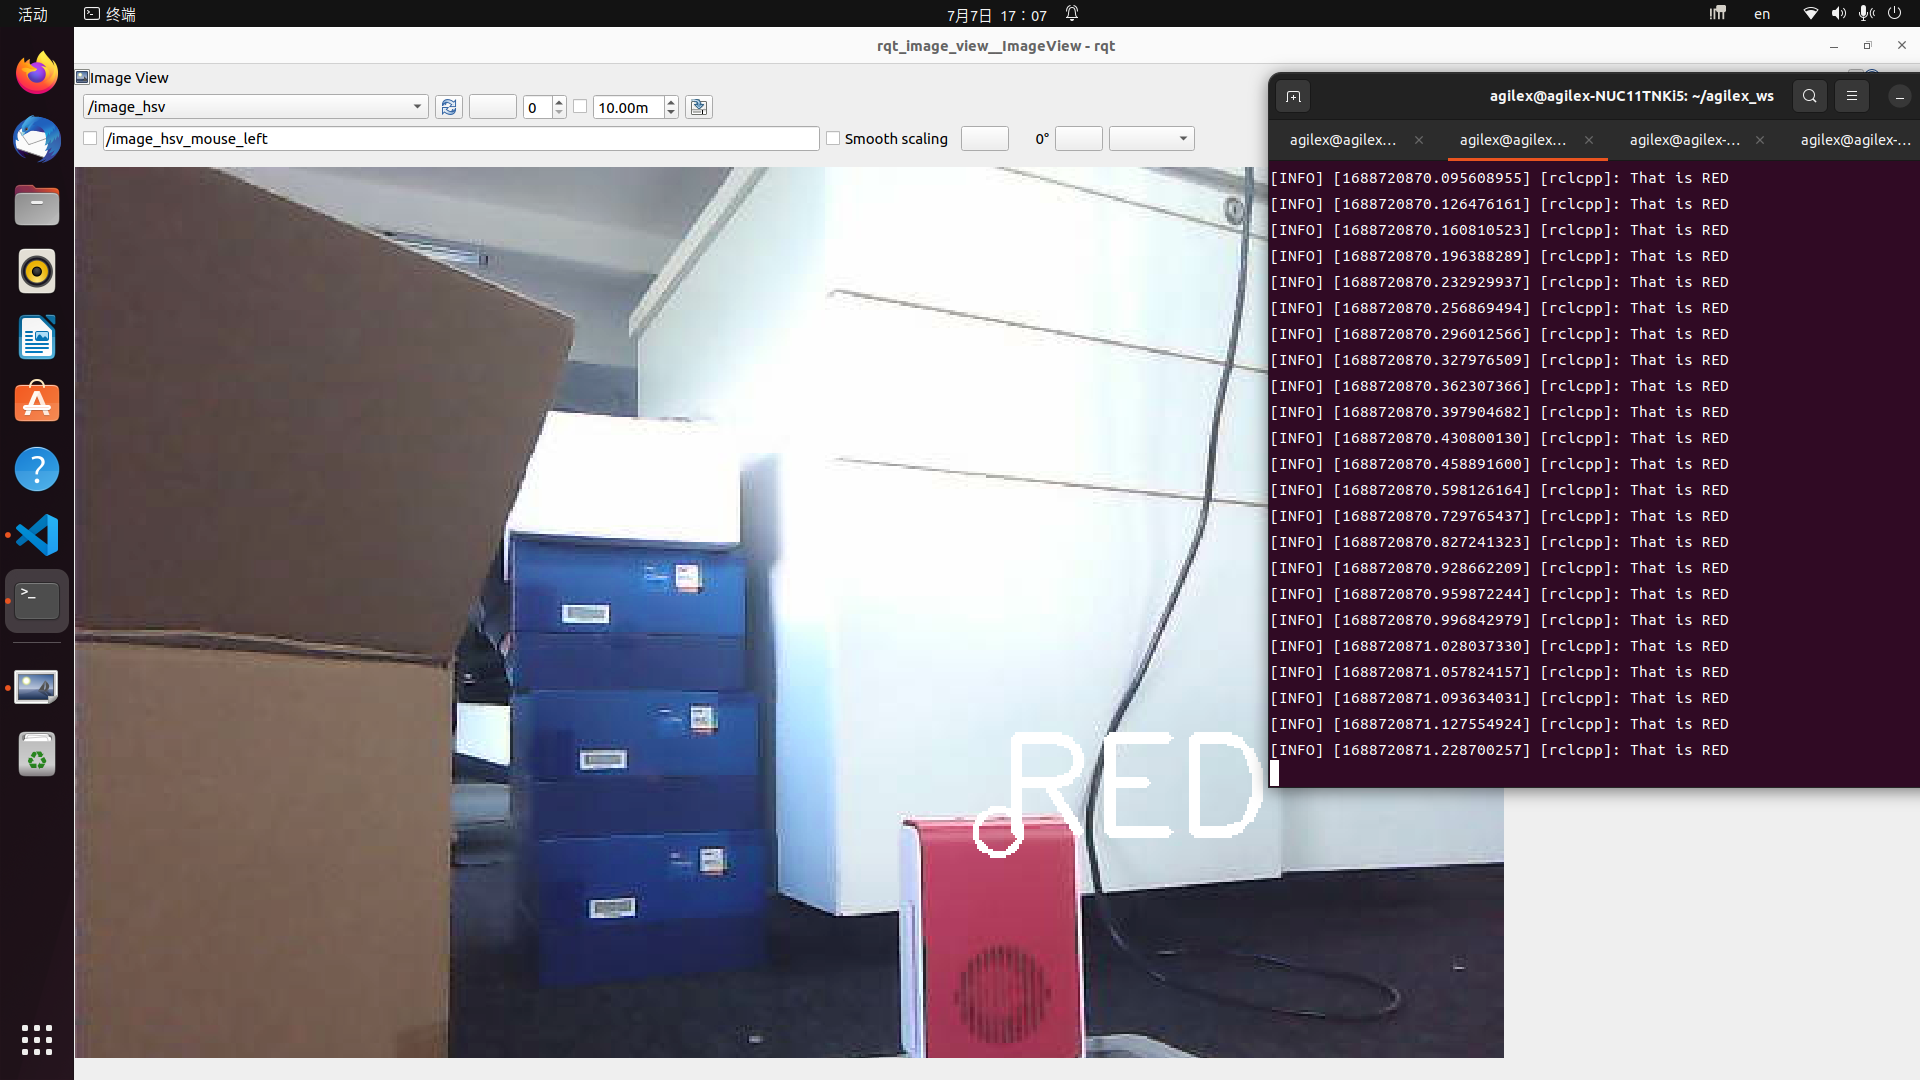 活动
终端
7月7日 17：07
en
rqt_image_view__ImageView - rqt
Image View
/image_hsv
0
10.00m
/image_hsv_mouse_left
Smooth scaling
0°
RED
agilex@agilex-NUC11TNKi5: ~/agilex_ws
agilex@agilex...
agilex@agilex...
agilex@agilex-...
agilex@agilex-...
[INFO] [1688720870.095608955] [rclcpp]: That is RED
[INFO] [1688720870.126476161] [rclcpp]: That is RED
[INFO] [1688720870.160810523] [rclcpp]: That is RED
[INFO] [1688720870.196388289] [rclcpp]: That is RED
[INFO] [1688720870.232929937] [rclcpp]: That is RED
[INFO] [1688720870.256869494] [rclcpp]: That is RED
[INFO] [1688720870.296012566] [rclcpp]: That is RED
[INFO] [1688720870.327976509] [rclcpp]: That is RED
[INFO] [1688720870.362307366] [rclcpp]: That is RED
[INFO] [1688720870.397904682] [rclcpp]: That is RED
[INFO] [1688720870.430800130] [rclcpp]: That is RED
[INFO] [1688720870.458891600] [rclcpp]: That is RED
[INFO] [1688720870.598126164] [rclcpp]: That is RED
[INFO] [1688720870.729765437] [rclcpp]: That is RED
[INFO] [1688720870.827241323] [rclcpp]: That is RED
[INFO] [1688720870.928662209] [rclcpp]: That is RED
[INFO] [1688720870.959872244] [rclcpp]: That is RED
[INFO] [1688720870.996842979] [rclcpp]: That is RED
[INFO] [1688720871.028037330] [rclcpp]: That is RED
[INFO] [1688720871.057824157] [rclcpp]: That is RED
[INFO] [1688720871.093634031] [rclcpp]: That is RED
[INFO] [1688720871.127554924] [rclcpp]: That is RED
[INFO] [1688720871.228700257] [rclcpp]: That is RED